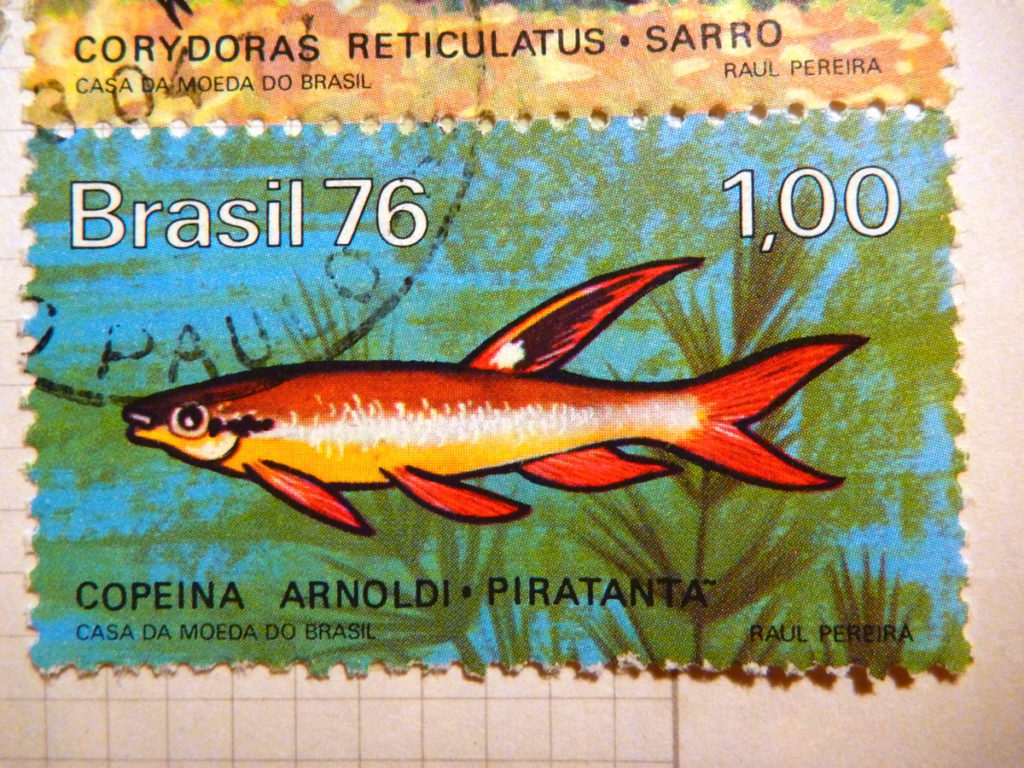 CORYDORAS RETICULATUS • SARRO
CASA DA MOEDA DO BRASIL
RAUL PEREIRA
Brasil 76
1,00
PAULO
COPEINA ARNOLDI • PIRATANTÃ
CASA DA MOEDA DO BRASIL
RAUL PEREIRA